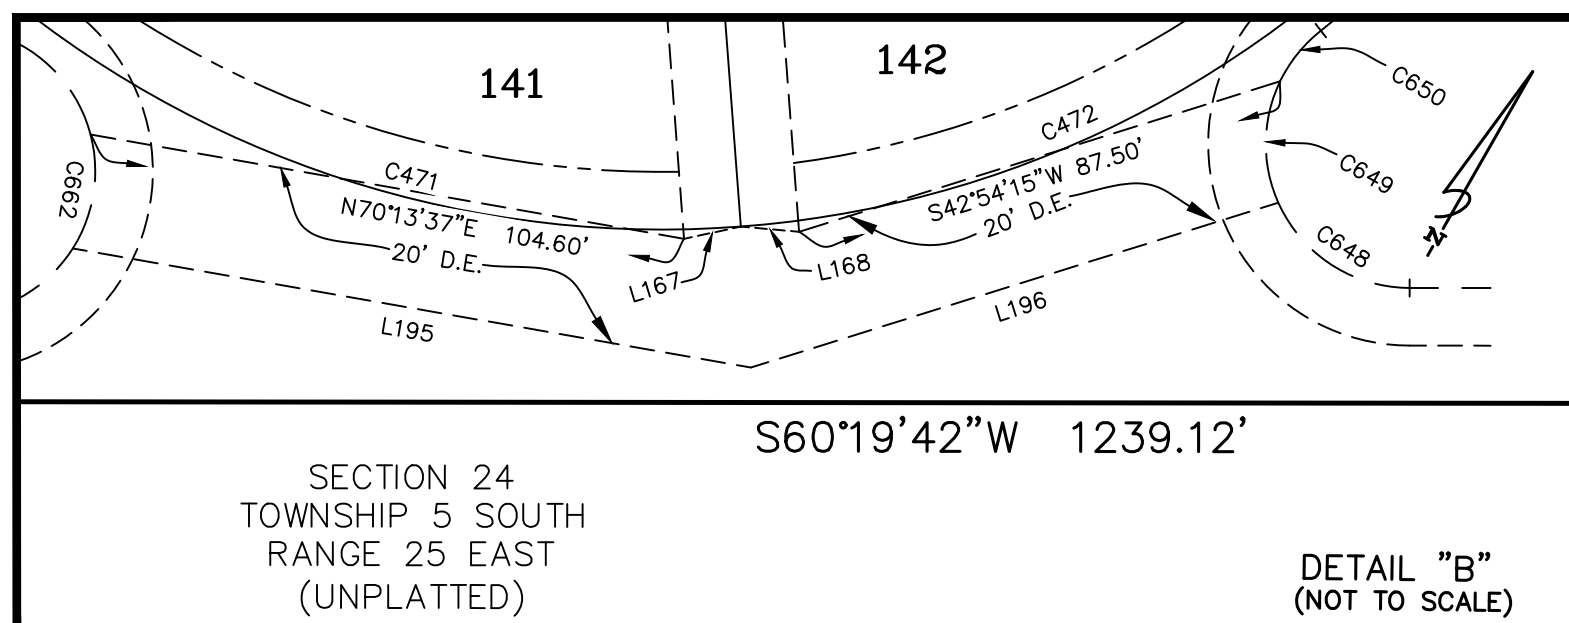 141
142
C650
C472
C649
C662
C471
N70°13'37"E 104.60'
S42°54'15"W 87.50'
20' D.E.
20' D.E.
C648
N
L167
L168
L195
L196
S60°19'42"W 1239.12'
SECTION 24
TOWNSHIP 5 SOUTH
RANGE 25 EAST
(UNPLATTED)
DETAIL "B"
(NOT TO SCALE)